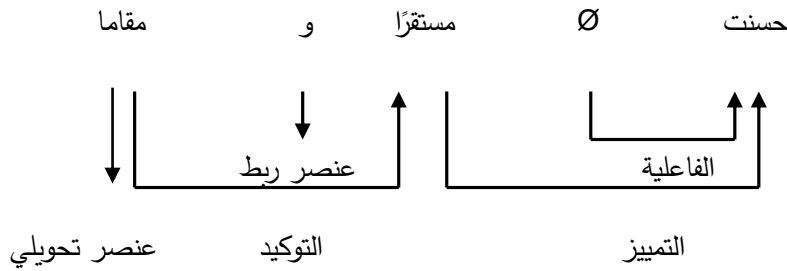 حسنت Ø مستقرًا و مقاما
الفاعلية عنصر ربط
التمييز التوكيد عنصر تحويلي